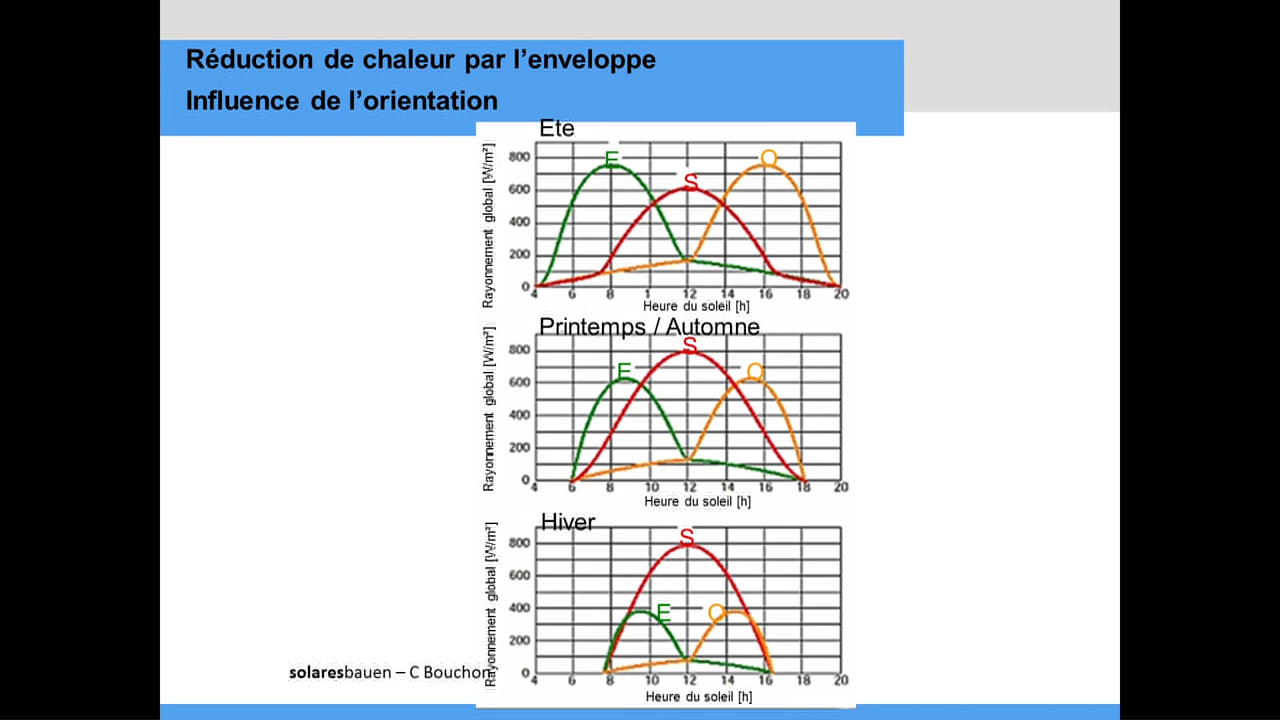 Réduction de chaleur par l’enveloppe
Influence de l’orientation
Ete
Rayonnement global [W/m²]
800
600
400
200
0
E
S
O
4 6 8 1 12 14 16 18 20
Heure du soleil [h]
Printemps / Automne
Rayonnement global [W/m²]
800
600
400
200
0
E
S
O
4 6 8 10 12 14 16 18 20
Heure du soleil [h]
Hiver
Rayonnement global [W/m²]
800
600
400
200
0
S
E
O
4 6 8 10 12 14 16 18 20
Heure du soleil [h]
solaresbauen – C Bouchon